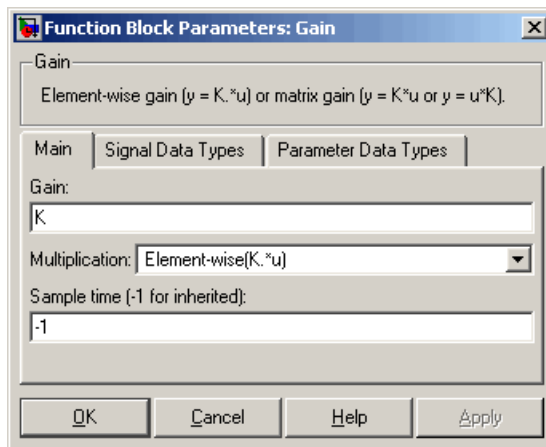 Function Block Parameters: Gain
Gain
Element-wise gain (y = K.*u) or matrix gain (y = K*u or y = u*K).
Main Signal Data Types Parameter Data Types
Gain:
K
Multiplication: Element-wise(K.*u)
Sample time (-1 for inherited):
-1
OK Cancel Help Apply